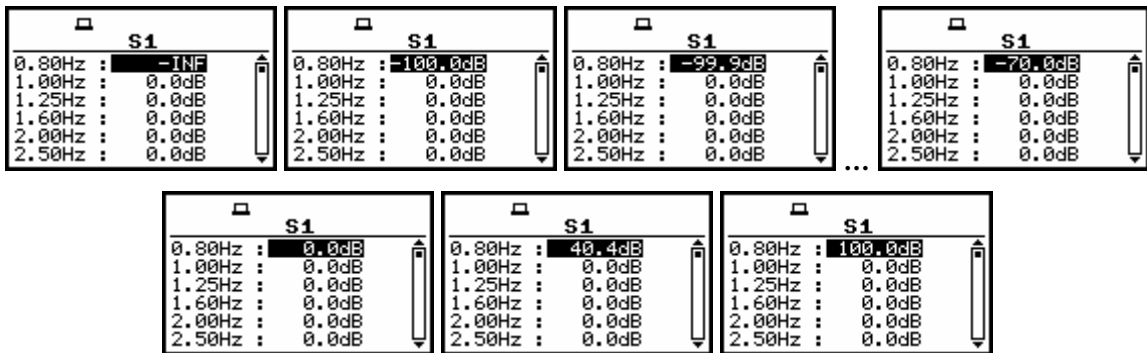 S1
0.80Hz : -INF
1.00Hz : 0.0dB
1.25Hz : 0.0dB
1.60Hz : 0.0dB
2.00Hz : 0.0dB
2.50Hz : 0.0dB
S1
0.80Hz :-100.0dB
1.00Hz : 0.0dB
1.25Hz : 0.0dB
1.60Hz : 0.0dB
2.00Hz : 0.0dB
2.50Hz : 0.0dB
S1
0.80Hz : -99.9dB
1.00Hz : 0.0dB
1.25Hz : 0.0dB
1.60Hz : 0.0dB
2.00Hz : 0.0dB
2.50Hz : 0.0dB
...
S1
0.80Hz : -70.0dB
1.00Hz : 0.0dB
1.25Hz : 0.0dB
1.60Hz : 0.0dB
2.00Hz : 0.0dB
2.50Hz : 0.0dB
S1
0.80Hz : 0.0dB
1.00Hz : 0.0dB
1.25Hz : 0.0dB
1.60Hz : 0.0dB
2.00Hz : 0.0dB
2.50Hz : 0.0dB
S1
0.80Hz : 40.4dB
1.00Hz : 0.0dB
1.25Hz : 0.0dB
1.60Hz : 0.0dB
2.00Hz : 0.0dB
2.50Hz : 0.0dB
S1
0.80Hz : 100.0dB
1.00Hz : 0.0dB
1.25Hz : 0.0dB
1.60Hz : 0.0dB
2.00Hz : 0.0dB
2.50Hz : 0.0dB